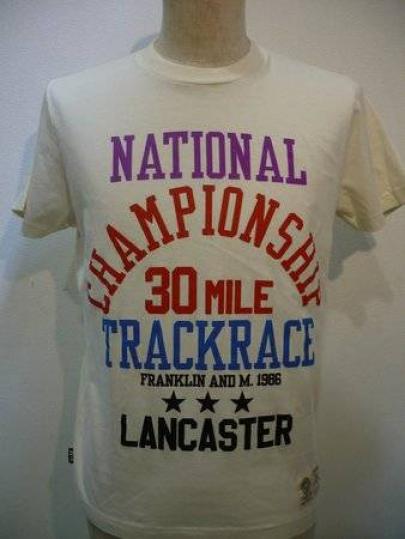 NATIONAL
CHAMPIONSHIP
30 MILE
TRACKRACE
FRANKLIN AND M. 1986
★ ★ ★
LANCASTER